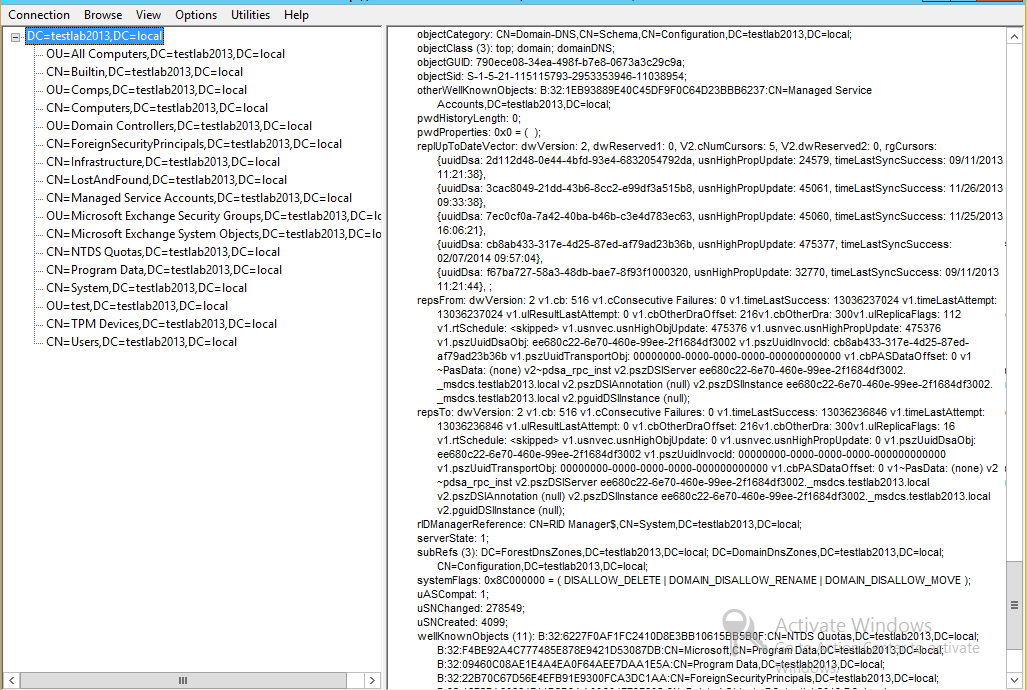 Connection Browse View Options Utilities Help
DC=testlab2013,DC=local
OU=All Computers,DC=testlab2013,DC=local
CN=Builtin,DC=testlab2013,DC=local
OU=Comps,DC=testlab2013,DC=local
CN=Computers,DC=testlab2013,DC=local
OU=Domain Controllers,DC=testlab2013,DC=local
CN=ForeignSecurityPrincipals,DC=testlab2013,DC=local
CN=Infrastructure,DC=testlab2013,DC=local
CN=LostAndFound,DC=testlab2013,DC=local
CN=Managed Service Accounts,DC=testlab2013,DC=local
OU=Microsoft Exchange Security Groups,DC=testlab2013,DC=lc
CN=Microsoft Exchange System Objects,DC=testlab2013,DC=lo
CN=NTDS Quotas,DC=testlab2013,DC=local
CN=Program Data,DC=testlab2013,DC=local
CN=System,DC=testlab2013,DC=local
OU=test,DC=testlab2013,DC=local
CN=TPM Devices,DC=testlab2013,DC=local
CN=Users,DC=testlab2013,DC=local
objectCategory: CN=Domain-DNS,CN=Schema,CN=Configuration,DC=testlab2013,DC=local;
objectClass (3): top; domain; domainDNS;
objectGUID: 790ece08-34ea-498f-b7e8-0673a3c29c9a;
objectSid: S-1-5-21-115115793-2953353946-11038954;
otherWellKnownObjects: B:32:1EB93889E40C45DF9F0C64D23BBB6237:CN=Managed Service
Accounts,DC=testlab2013,DC=local;
pwdHistoryLength: 0;
pwdProperties: 0x0 = ( );
replUpToDateVector: dwVersion: 2, dwReserved1: 0, V2.cNumCursors: 5, V2.dwReserved2: 0, rgCursors:
{uuidDsa: 2d112d48-0e44-4bfd-93e4-6832054792da, usnHighPropUpdate: 24579, timeLastSyncSuccess: 09/11/2013
11:21:38},
{uuidDsa: 3cac8049-21dd-43b6-8cc2-e99df3a515b8, usnHighPropUpdate: 45061, timeLastSyncSuccess: 11/26/2013
09:33:38},
{uuidDsa: 7ec0cf0a-7a42-40ba-b46b-c3e4d783ec63, usnHighPropUpdate: 45060, timeLastSyncSuccess: 11/25/2013
16:06:21},
{uuidDsa: cb8ab433-317e-4d25-87ed-af79ad23b36b, usnHighPropUpdate: 475377, timeLastSyncSuccess:
02/07/2014 09:57:04},
{uuidDsa: f67ba727-58a3-48db-bae7-8f93f1000320, usnHighPropUpdate: 32770, timeLastSyncSuccess: 09/11/2013
11:21:44}, ;
repsFrom: dwVersion: 2 v1.cb: 516 v1.cConsecutive Failures: 0 v1.timeLastSuccess: 13036237024 v1.timeLastAttempt:
13036237024 v1.ulResultLastAttempt: 0 v1.cbOtherDraOffset: 216v1.cbOtherDra: 300v1.ulReplicaFlags: 112
v1.rtSchedule: <skipped> v1.usnvec.usnHighObjUpdate: 475376 v1.usnvec.usnHighPropUpdate: 475376
v1.pszUuidDsaObj: ee680c22-6e70-460e-99ee-2f1684df3002 v1.pszUuidInvocId: cb8ab433-317e-4d25-87ed-
af79ad23b36b v1.pszUuidTransportObj: 00000000-0000-0000-0000-000000000000 v1.cbPASDataOffset: 0 v1
~PasData: (none) v2~pdsa_rpc_inst v2.pszDSIServer ee680c22-6e70-460e-99ee-2f1684df3002.
_msdcs.testlab2013.local v2.pszDSIAnnotation (null) v2.pszDSIInstance ee680c22-6e70-460e-99ee-2f1684df3002.
_msdcs.testlab2013.local v2.pguidDSIInstance (null);
repsTo: dwVersion: 2 v1.cb: 516 v1.cConsecutive Failures: 0 v1.timeLastSuccess: 13036236846 v1.timeLastAttempt:
13036236846 v1.ulResultLastAttempt: 0 v1.cbOtherDraOffset: 216v1.cbOtherDra: 300v1.ulReplicaFlags: 16
v1.rtSchedule: <skipped> v1.usnvec.usnHighObjUpdate: 0 v1.usnvec.usnHighPropUpdate: 0 v1.pszUuidDsaObj:
ee680c22-6e70-460e-99ee-2f1684df3002 v1.pszUuidInvocId: 00000000-0000-0000-0000-000000000000
v1.pszUuidTransportObj: 00000000-0000-0000-0000-000000000000 v1.cbPASDataOffset: 0 v1~PasData: (none) v2
~pdsa_rpc_inst v2.pszDSIServer ee680c22-6e70-460e-99ee-2f1684df3002._msdcs.testlab2013.local
v2.pszDSIAnnotation (null) v2.pszDSIInstance ee680c22-6e70-460e-99ee-2f1684df3002._msdcs.testlab2013.local
v2.pguidDSIInstance (null);
rIDManagerReference: CN=RID Manager$,CN=System,DC=testlab2013,DC=local;
serverState: 1;
subRefs (3): DC=ForestDnsZones,DC=testlab2013,DC=local; DC=DomainDnsZones,DC=testlab2013,DC=local;
CN=Configuration,DC=testlab2013,DC=local;
systemFlags: 0x8C000000 = ( DISALLOW_DELETE | DOMAIN_DISALLOW_RENAME | DOMAIN_DISALLOW_MOVE );
uASCompat: 1;
uSNChanged: 278549;
uSNCreated: 4099;
wellKnownObjects (11): B:32:6227F0AF1FC2410D8E3BB10615BB5B0F:CN=NTDS Quotas,DC=testlab2013,DC=local;
B:32:F4BE92A4C777485E878E9421D53087DB:CN=Microsoft,CN=Program Data,DC=testlab2013,DC=local;
B:32:09460C08AE1E4A4EA0F64AEE7DAA1E5A:CN=Program Data,DC=testlab2013,DC=local;
B:32:22B70C67D56E4EFB91E9300FCA3DC1AA:CN=ForeignSecurityPrincipals,DC=testlab2013,DC=local;
Activate Windows
Go to Action Center to activate
Windows.